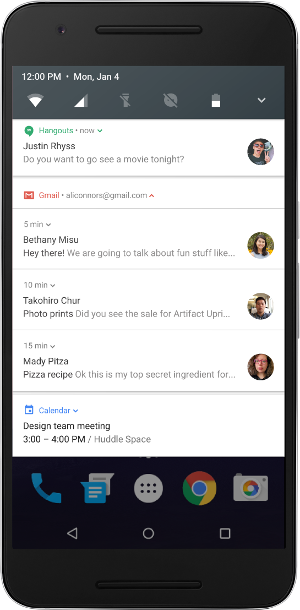 12:00 PM • Mon, Jan 4
Hangouts • now
Justin Rhyss
Do you want to go see a movie tonight?
Gmail • aliconnors@gmail.com
5 min
Bethany Misu
Hey there! We are going to talk about fun stuff like...
10 min
Takohiro Chur
Photo prints Did you see the sale for Artifact Upri...
15 min
Mady Pitza
Pizza recipe Ok this is my top secret ingredient for...
Calendar
Design team meeting
3:00 – 4:00 PM / Huddle Space